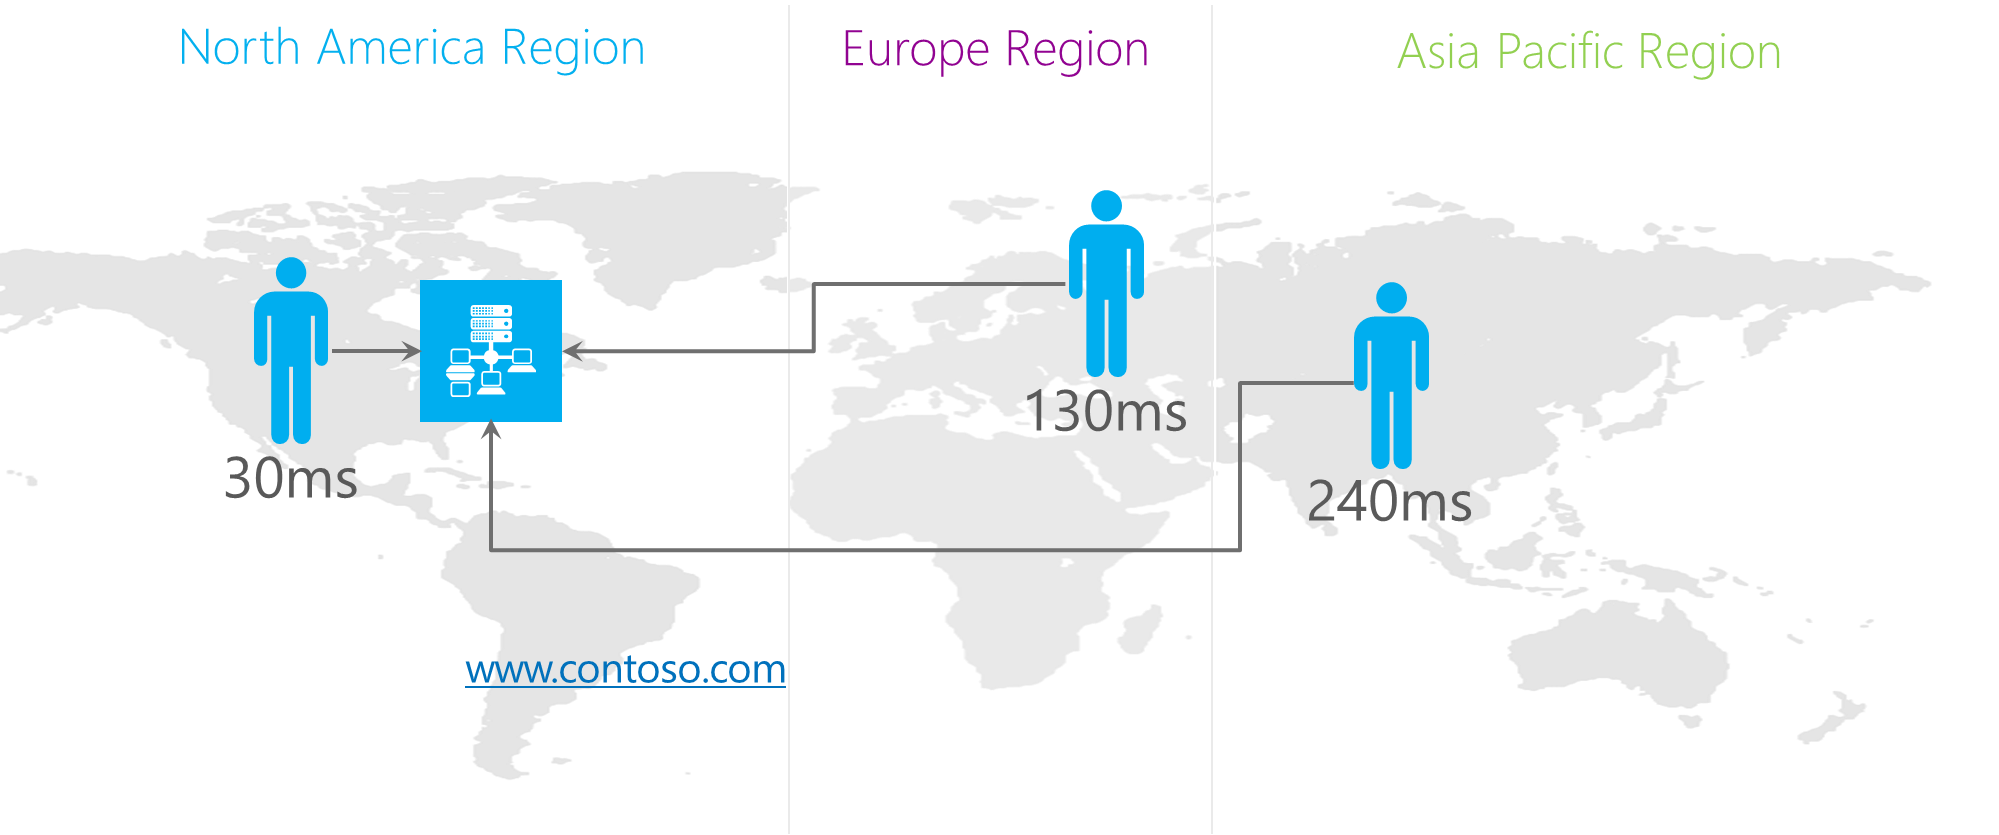 North America Region
Europe Region
Asia Pacific Region
30ms
130ms
240ms
www.contoso.com